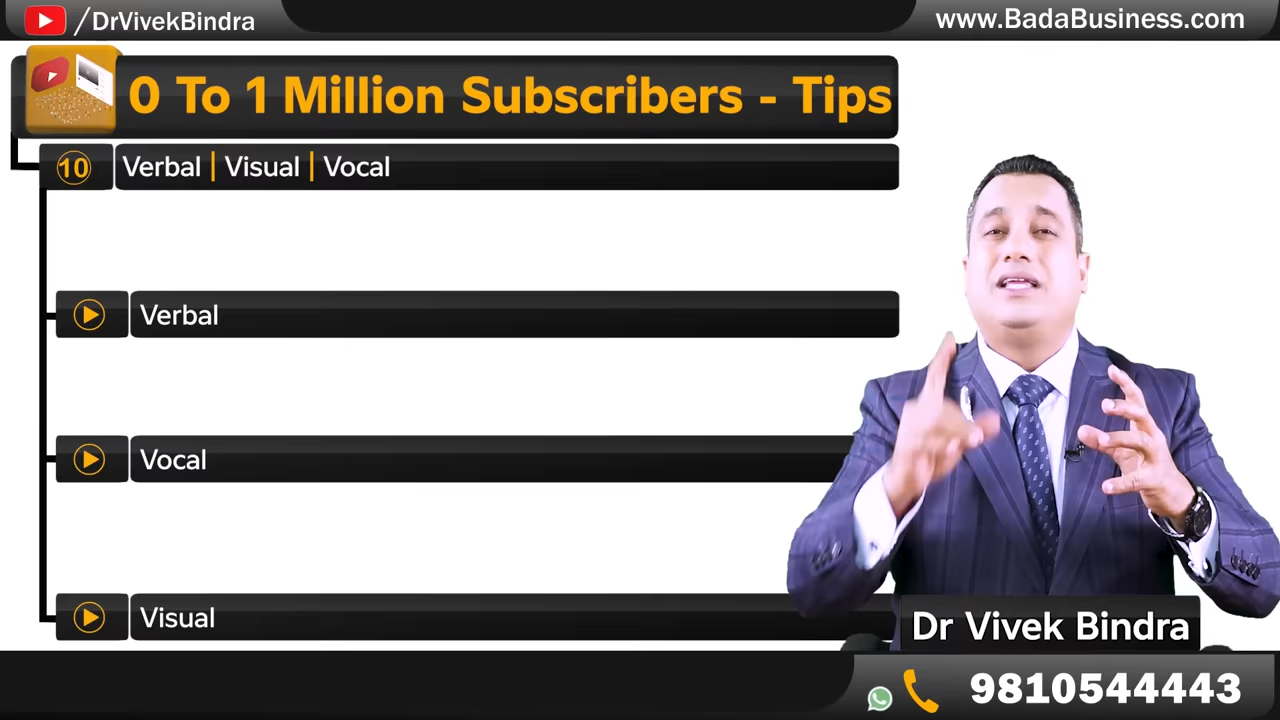 /DrVivekBindra
www.BadaBusiness.com
0 To 1 Million Subscribers - Tips
10 Verbal | Visual | Vocal
Verbal
Vocal
Visual
Dr Vivek Bindra
9810544443